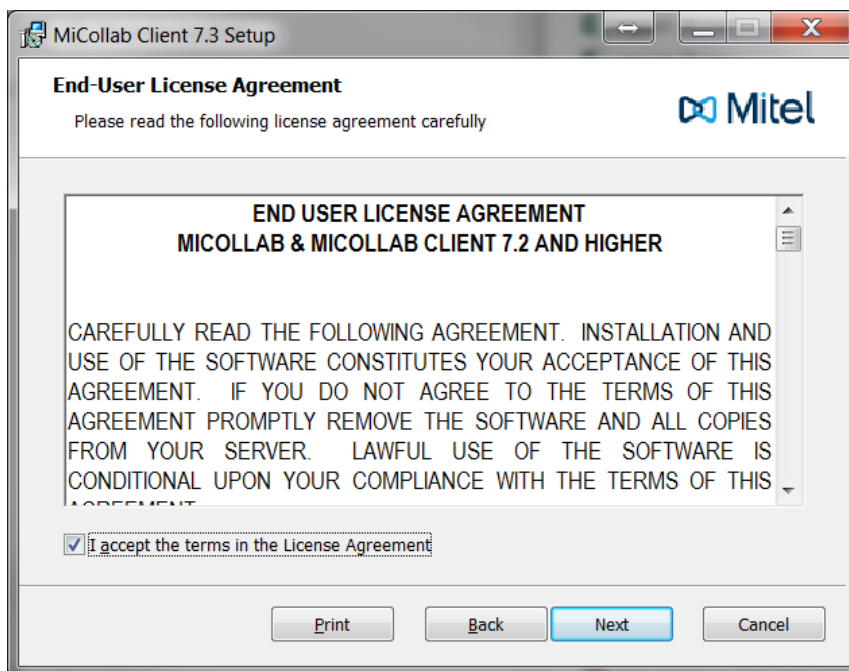 MiCollab Client 7.3 Setup
End-User License Agreement
Please read the following license agreement carefully
Mitel
END USER LICENSE AGREEMENT
MICOLLAB & MICOLLAB CLIENT 7.2 AND HIGHER
CAREFULLY READ THE FOLLOWING AGREEMENT. INSTALLATION AND
USE OF THE SOFTWARE CONSTITUTES YOUR ACCEPTANCE OF THIS
AGREEMENT. IF YOU DO NOT AGREE TO THE TERMS OF THIS
AGREEMENT PROMPTLY REMOVE THE SOFTWARE AND ALL COPIES
FROM YOUR SERVER. LAWFUL USE OF THE SOFTWARE IS
CONDITIONAL UPON YOUR COMPLIANCE WITH THE TERMS OF THIS
AGREEMENT
I accept the terms in the License Agreement
Print Back Next Cancel